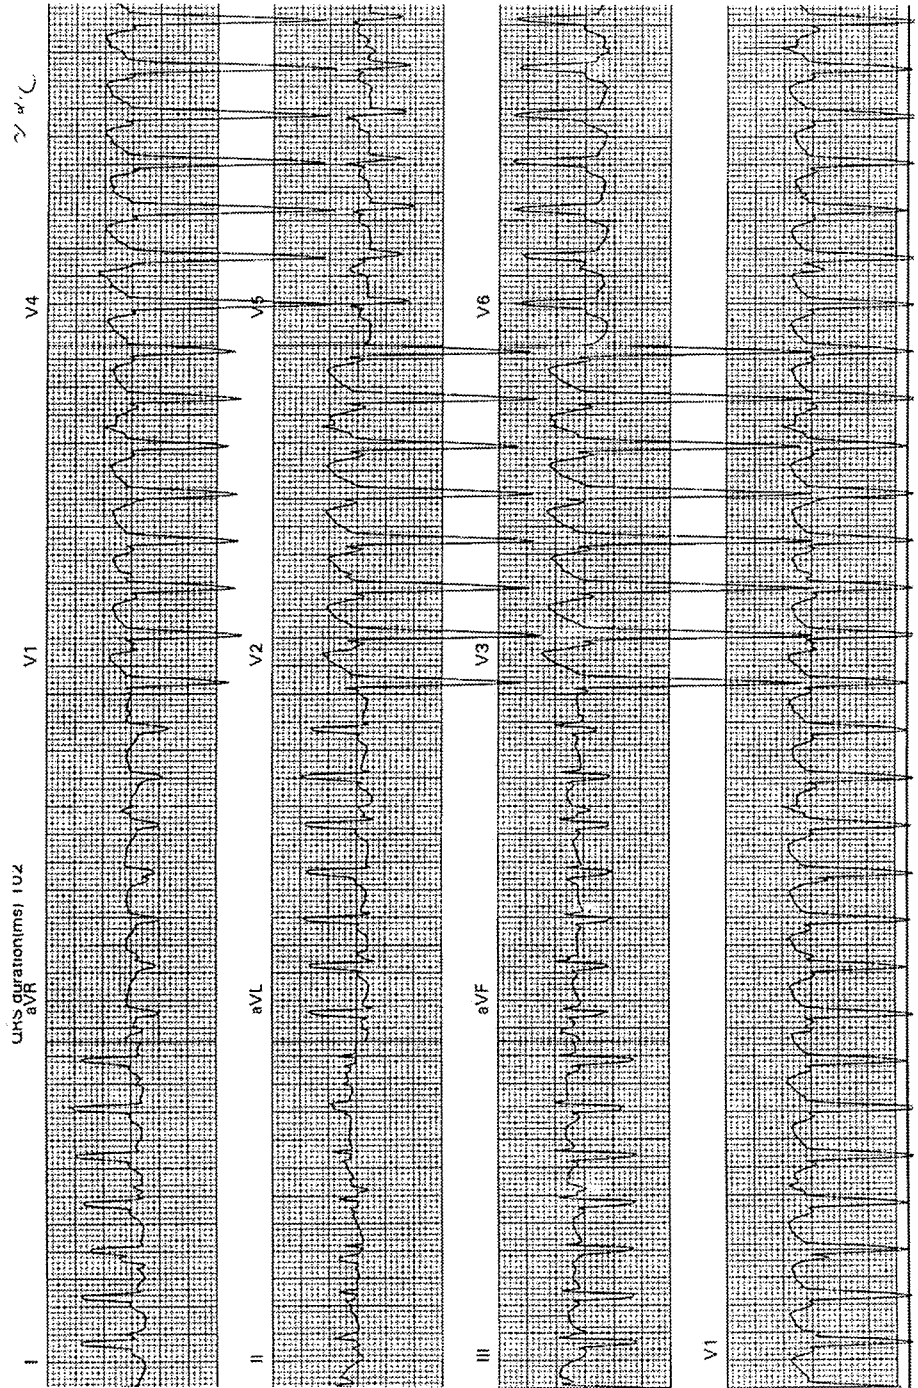 QRS duration(ms) 102
I aVR V1 V4
II aVL V2 V5
III aVF V3 V6
V1